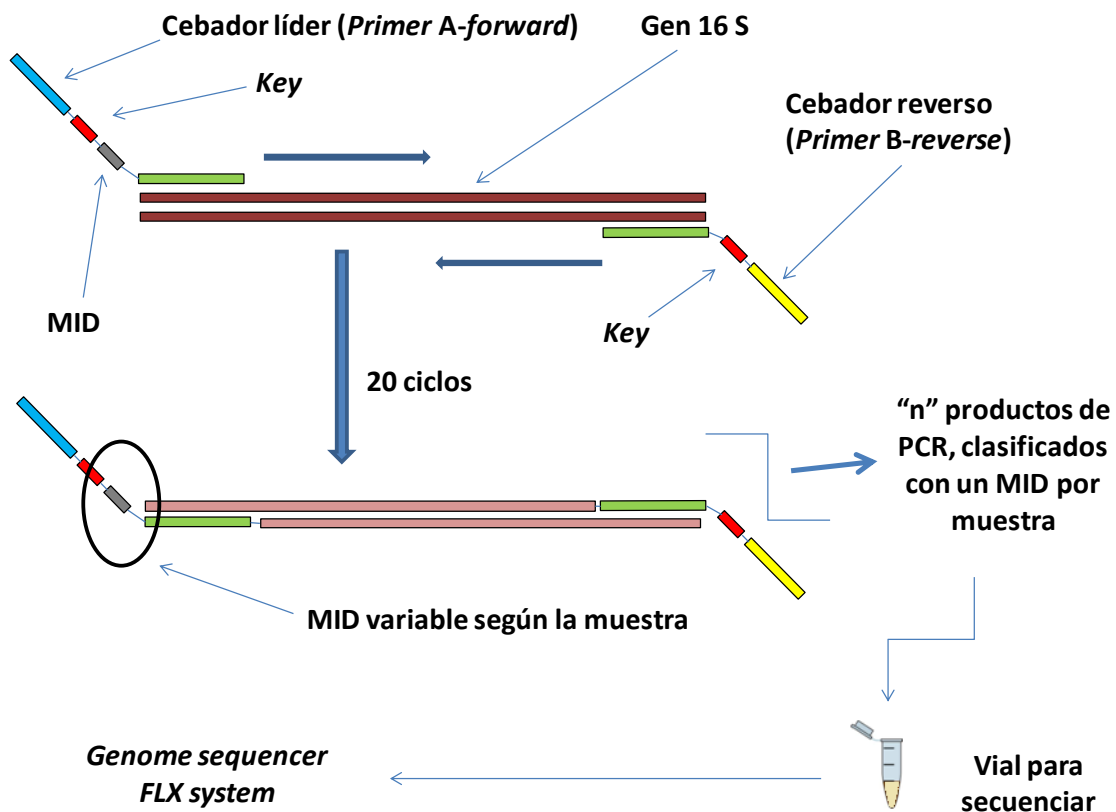 Cebador líder (Primer A-forward)
Gen 16 S
Key
Cebador reverso
(Primer B-reverse)
MID
Key
20 ciclos
“n” productos de
PCR, clasificados
con un MID por
muestra
MID variable según la muestra
Genome sequencer
FLX system
Vial para
secuenciar